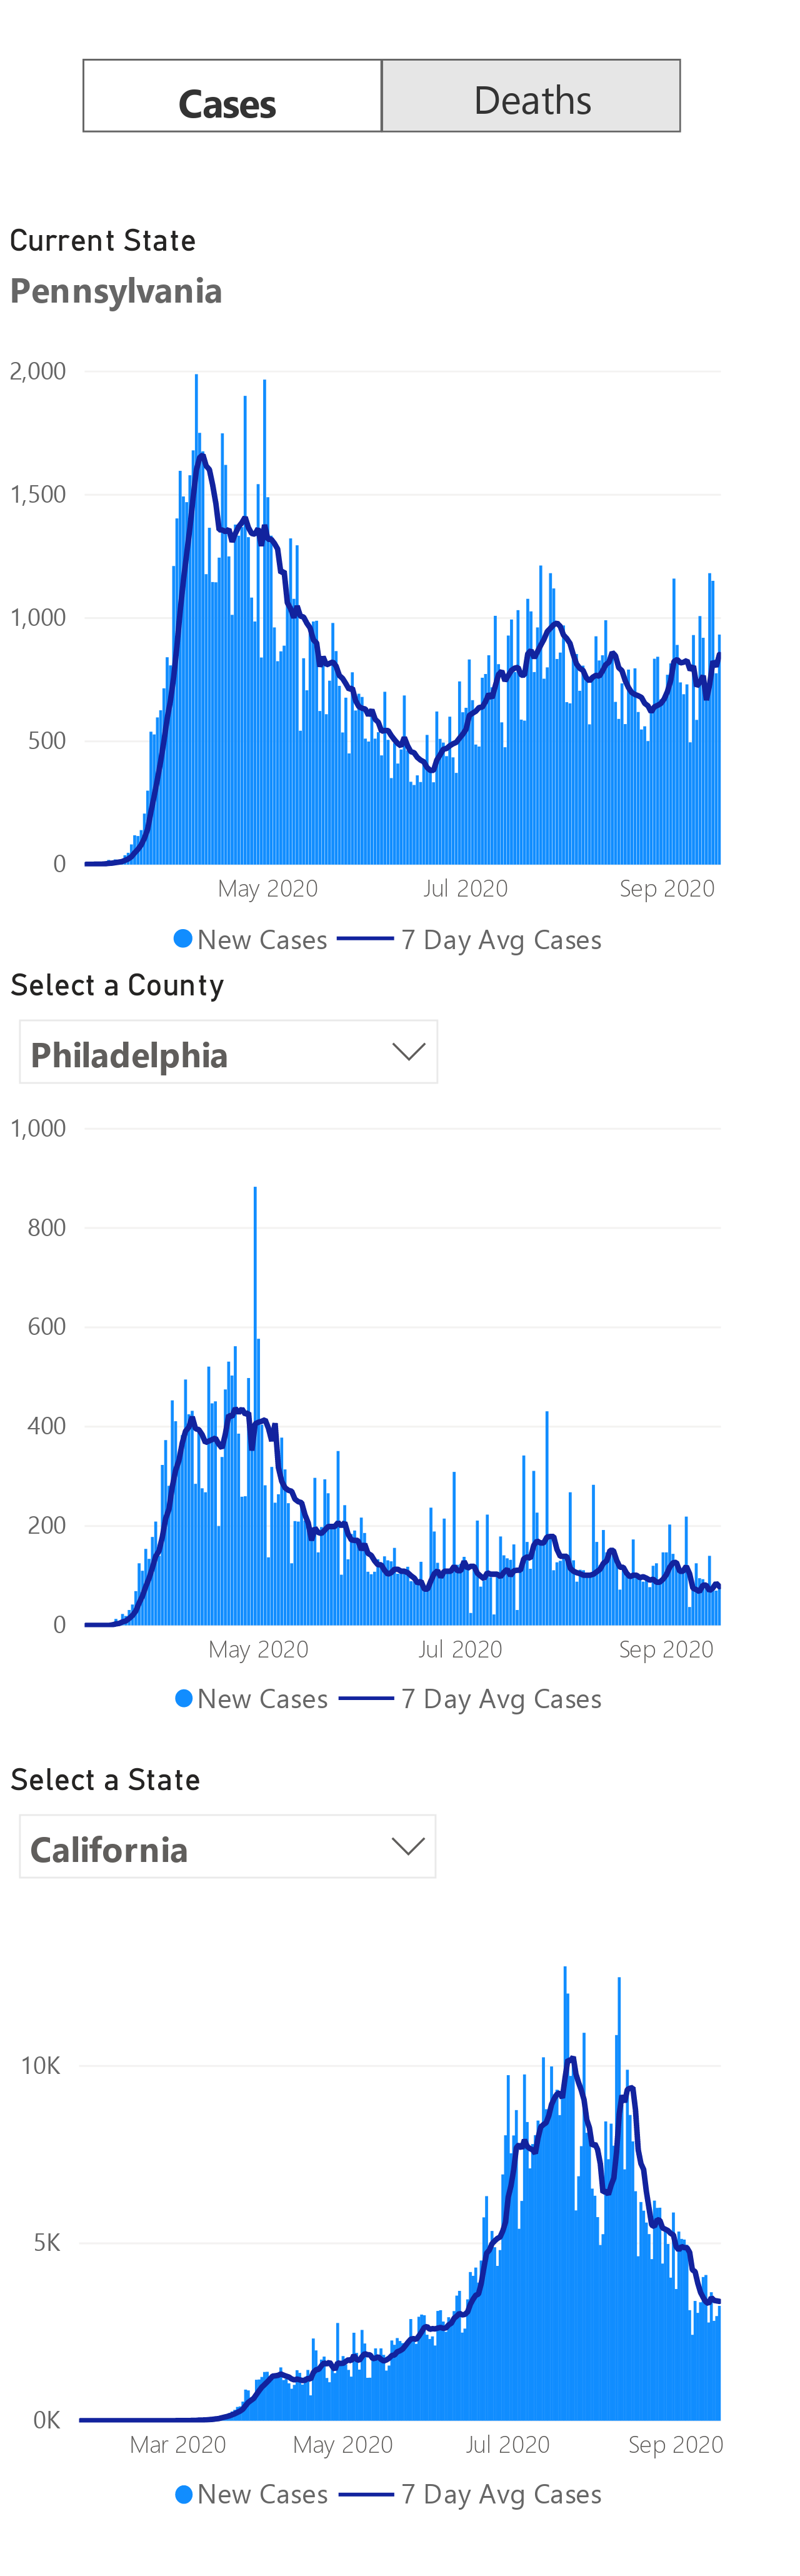 Cases Deaths
Current State
Pennsylvania
2,000
1,500
1,000
500
0
May 2020 Jul 2020 Sep 2020
New Cases 7 Day Avg Cases
Select a County
Philadelphia
1,000
800
600
400
200
0
May 2020 Jul 2020 Sep 2020
New Cases 7 Day Avg Cases
Select a State
California
10K
5K
0K
Mar 2020 May 2020 Jul 2020 Sep 2020
New Cases 7 Day Avg Cases